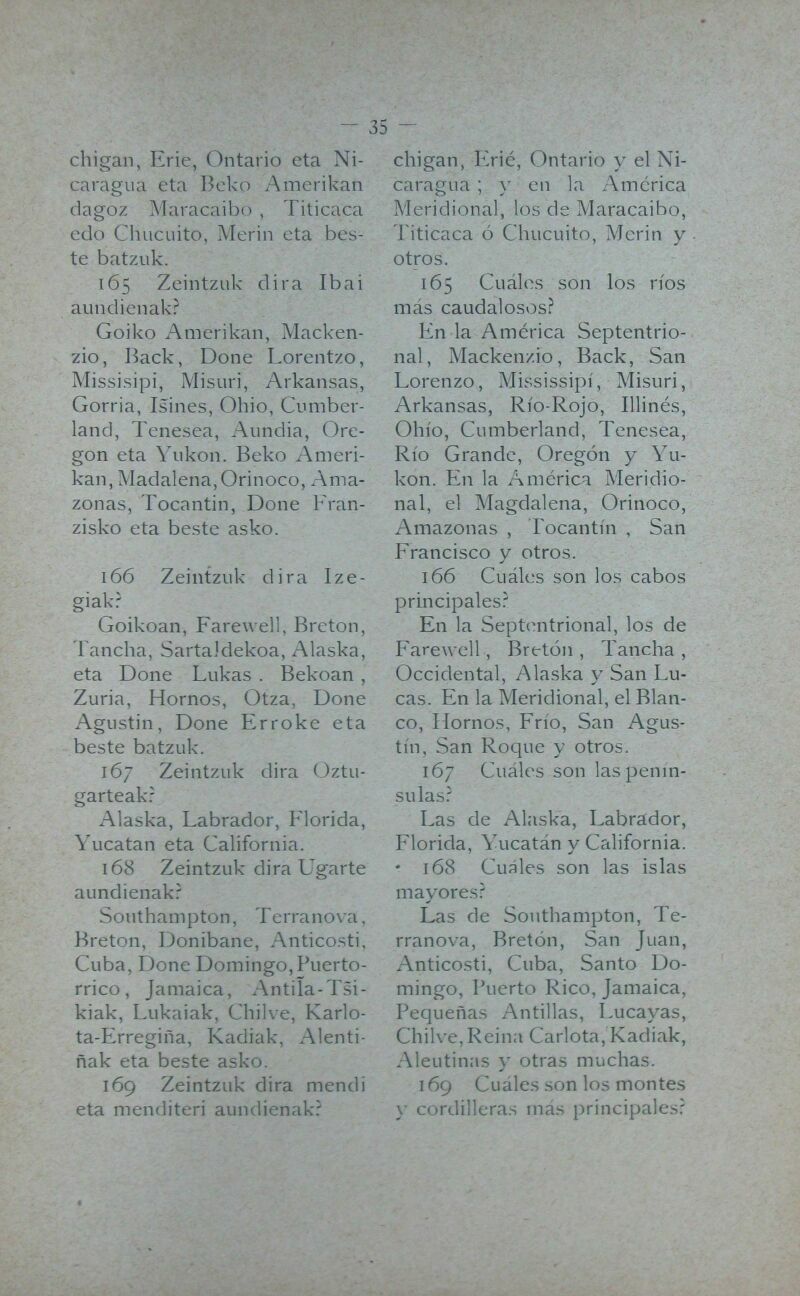 — 35 —
chigan, Erie, Ontario eta Ni-
caragua eta Beko Amerikan
dagoz Maracaibo , Titicaca
edo Chucuito, Merin eta bes-
te batzuk.
165 Zeintzuk dira Ibai
aundienak?
Goiko Amerikan, Macken-
zio, Back, Done Lorentzo,
Missisipi, Misuri, Arkansas,
Gorria, Is̃ines, Ohio, Cumber-
land, Tenesea, Aundia, Ore-
gon eta Yukon. Beko Ameri-
kan, Madalena, Orinoco, Ama-
zonas, Tocantin, Done Fran-
zisko eta beste asko.
166 Zeintzuk dira Ize-
giak?
Goikoan, Farewell, Breton,
Tancha, Sartaldekoa, Alaska,
eta Done Lukas . Bekoan ,
Zuria, Hornos, Otza, Done
Agustin, Done Erroke eta
beste batzuk.
167 Zeintzuk dira Oztu-
garteak?
Alaska, Labrador, Florida,
Yucatan eta California.
168 Zeintzuk dira Ugarte
aundienak?
Southampton, Terranova,
Breton, Donibane, Anticosti,
Cuba, Done Domingo, Puerto-
rrico, Jamaica, Antil̃a-Ts̃i-
kiak, Lukaiak, Chilve, Karlo-
ta-Erregiña, Kadiak, Alenti-
ñak eta beste asko.
169 Zeintzuk dira mendi
eta menditeri aundienak?
chigan, Erié, Ontario y el Ni-
caragua ; y en la América
Meridional, los de Maracaibo,
Titicaca ó Chucuito, Merin y
otros.
165 Cuáles son los ríos
más caudalosos?
En la América Septentrio-
nal, Mackenzio, Back, San
Lorenzo, Mississipí, Misuri,
Arkansas, Río-Rojo, Illinés,
Ohío, Cumberland, Tenesea,
Río Grande, Oregón y Yu-
kon. En la América Meridio-
nal, el Magdalena, Orinoco,
Amazonas , Tocantín , San
Francisco y otros.
166 Cuáles son los cabos
principales?
En la Septentrional, los de
Farewell , Bretón , Tancha ,
Occidental, Alaska y San Lu-
cas. En la Meridional, el Blan-
co, Hornos, Frío, San Agus-
tín, San Roque y otros.
167 Cuáles son las penín-
sulas?
Las de Alaska, Labrador,
Florida, Yucatán y California.
168 Cuáles son las islas
mayores?
Las de Southampton, Te-
rranova, Bretón, San Juan,
Anticosti, Cuba, Santo Do-
mingo, Puerto Rico, Jamaica,
Pequeñas Antillas, Lucayas,
Chilve, Reina Carlota, Kadiak,
Aleutinas y otras muchas.
169 Cuáles son los montes
y cordilleras más principales?